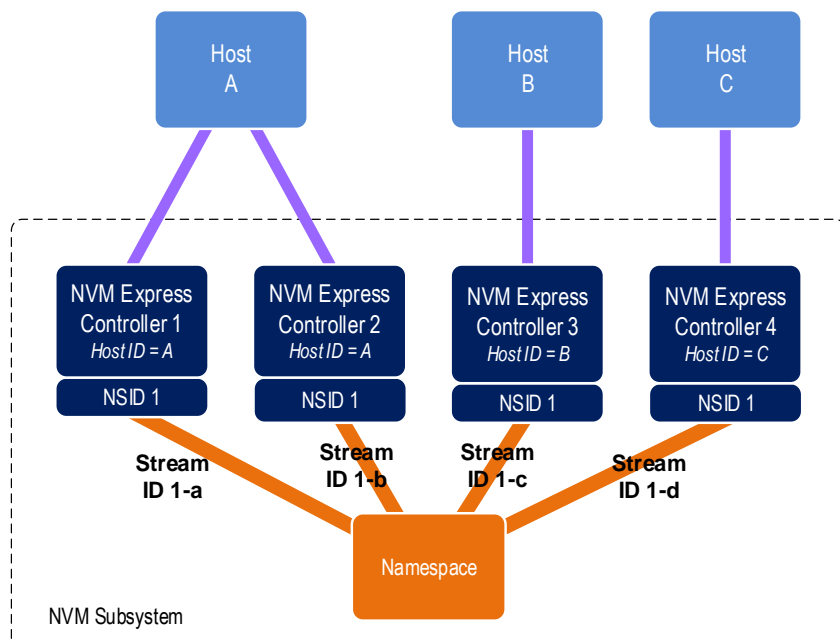 Host
A
Host
B
Host
C
NVM Express
Controller 1
Host ID = A
NVM Express
Controller 2
Host ID = A
NVM Express
Controller 3
Host ID = B
NVM Express
Controller 4
Host ID = C
NSID 1
NSID 1
NSID 1
NSID 1
Stream
ID 1-a
Stream
ID 1-b
Stream
ID 1-c
Stream
ID 1-d
Namespace
NVM Subsystem